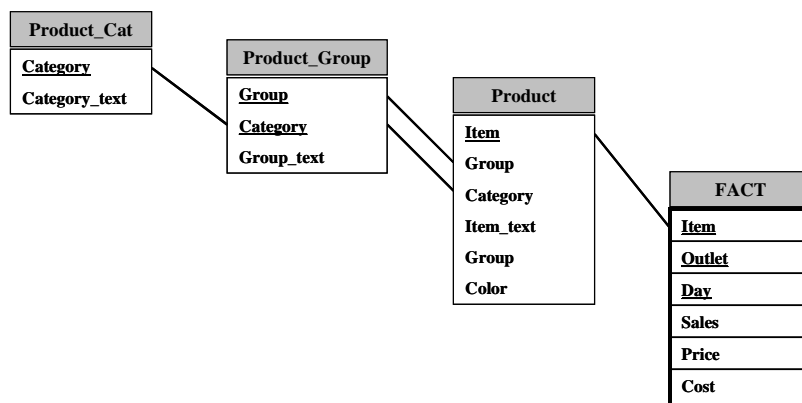 Product_Cat
Category
Category_text
Product_Group
Group
Category
Group_text
Product
Item
Group
Category
Item_text
Group
Color
FACT
Item
Outlet
Day
Sales
Price
Cost